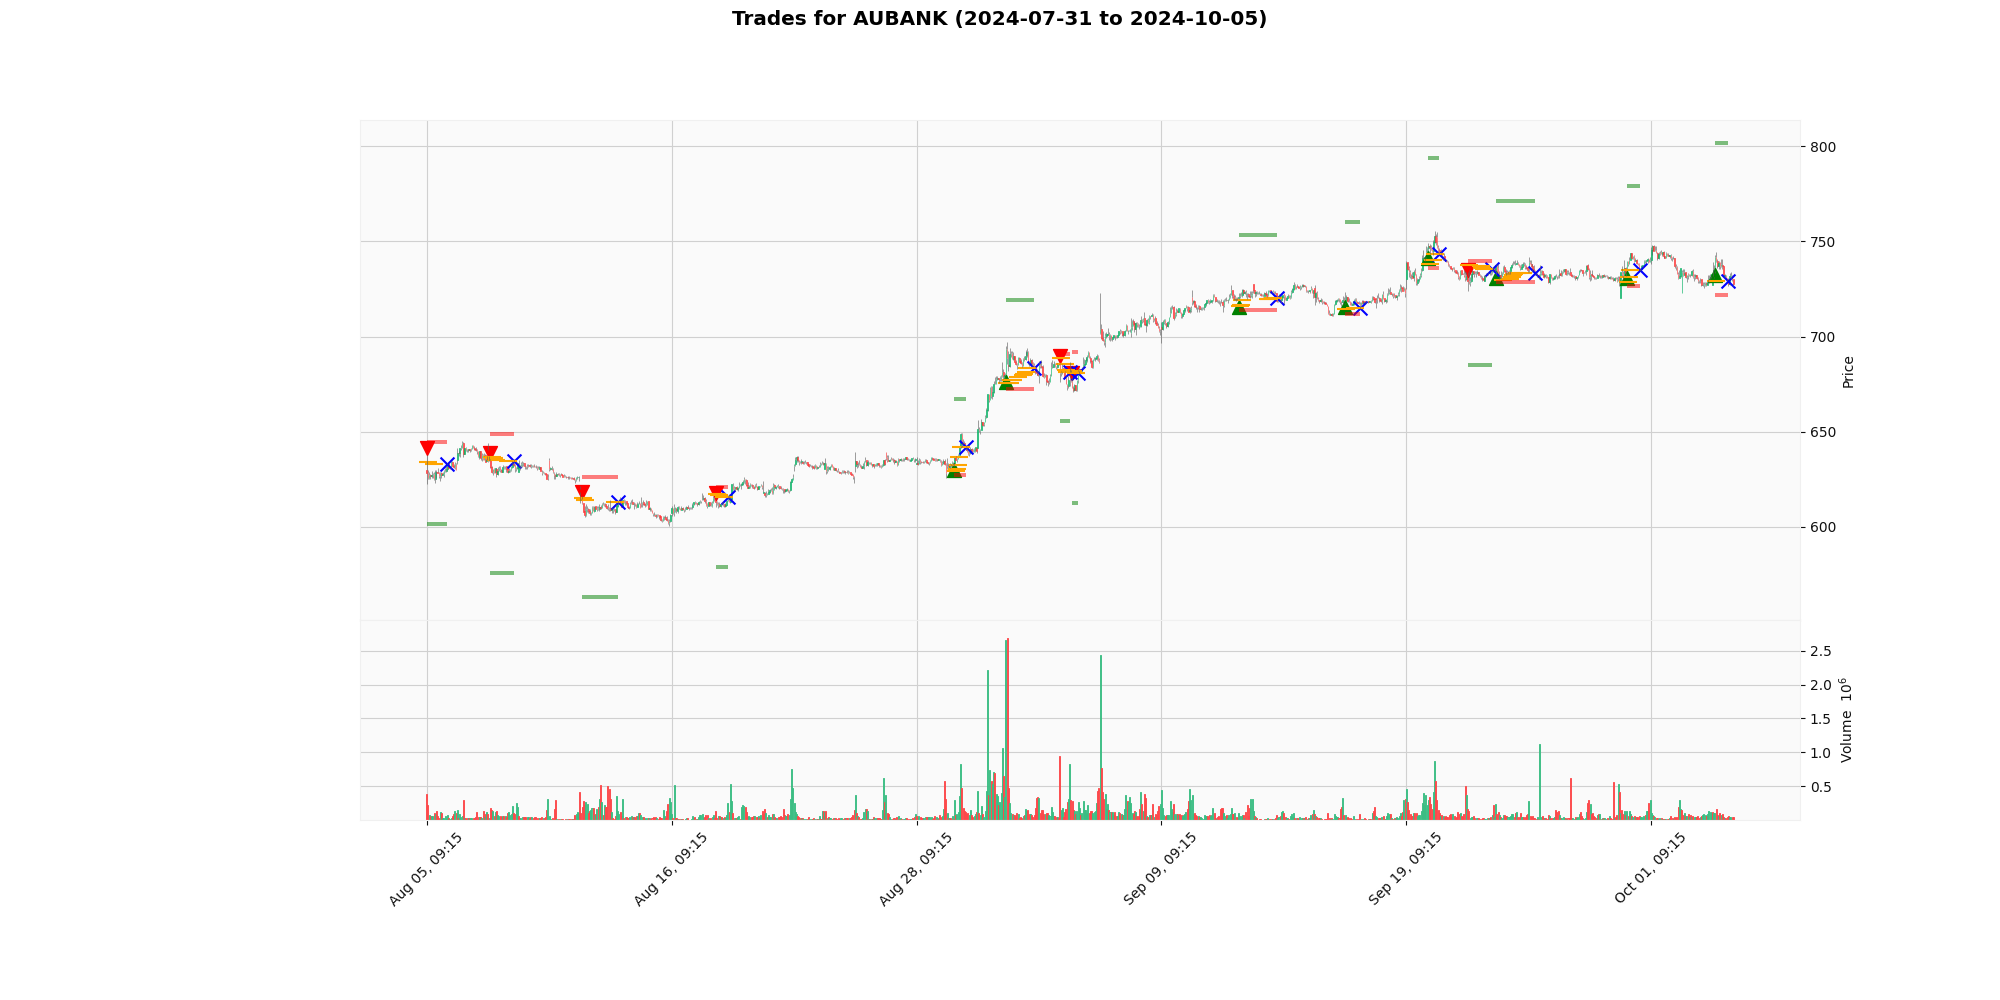 Trades for AUBANK (2024-07-31 to 2024-10-05)
800
750
700
650
600
Price
2.5
2.0
1.5
1.0
0.5
Volume 10^6
Aug 05, 09:15
Aug 16, 09:15
Aug 28, 09:15
Sep 09, 09:15
Sep 19, 09:15
Oct 01, 09:15